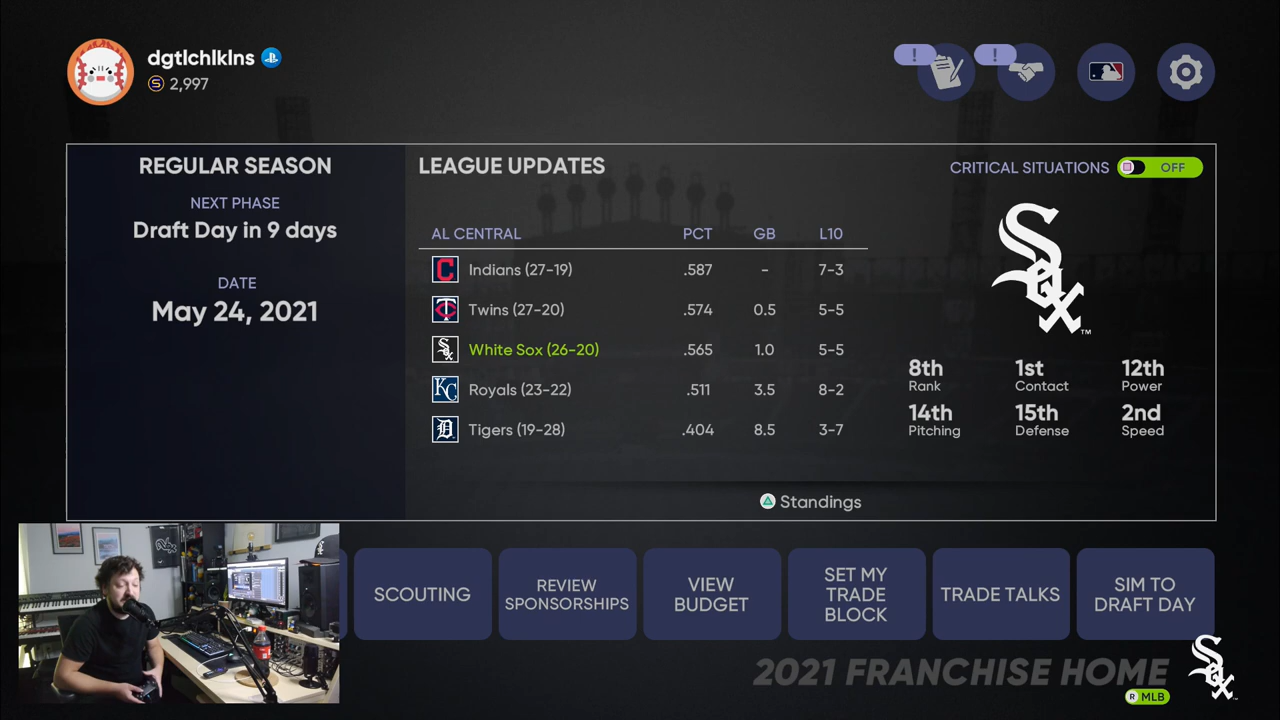 dgtlchlklns
2,997
!
!
REGULAR SEASON
NEXT PHASE
Draft Day in 9 days
DATE
May 24, 2021
LEAGUE UPDATES
CRITICAL SITUATIONS OFF
AL CENTRAL PCT GB L10
Indians (27-19) .587 - 7-3
Twins (27-20) .574 0.5 5-5
White Sox (26-20) .565 1.0 5-5
Royals (23-22) .511 3.5 8-2
Tigers (19-28) .404 8.5 3-7
Sox
TM
8th 1st 12th
Rank Contact Power
14th 15th 2nd
Pitching Defense Speed
Standings
SCOUTING
REVIEW
SPONSORSHIPS
VIEW
BUDGET
SET MY
TRADE
BLOCK
TRADE TALKS
SIM TO
DRAFT DAY
2021 FRANCHISE HOME
R MLB
Sox